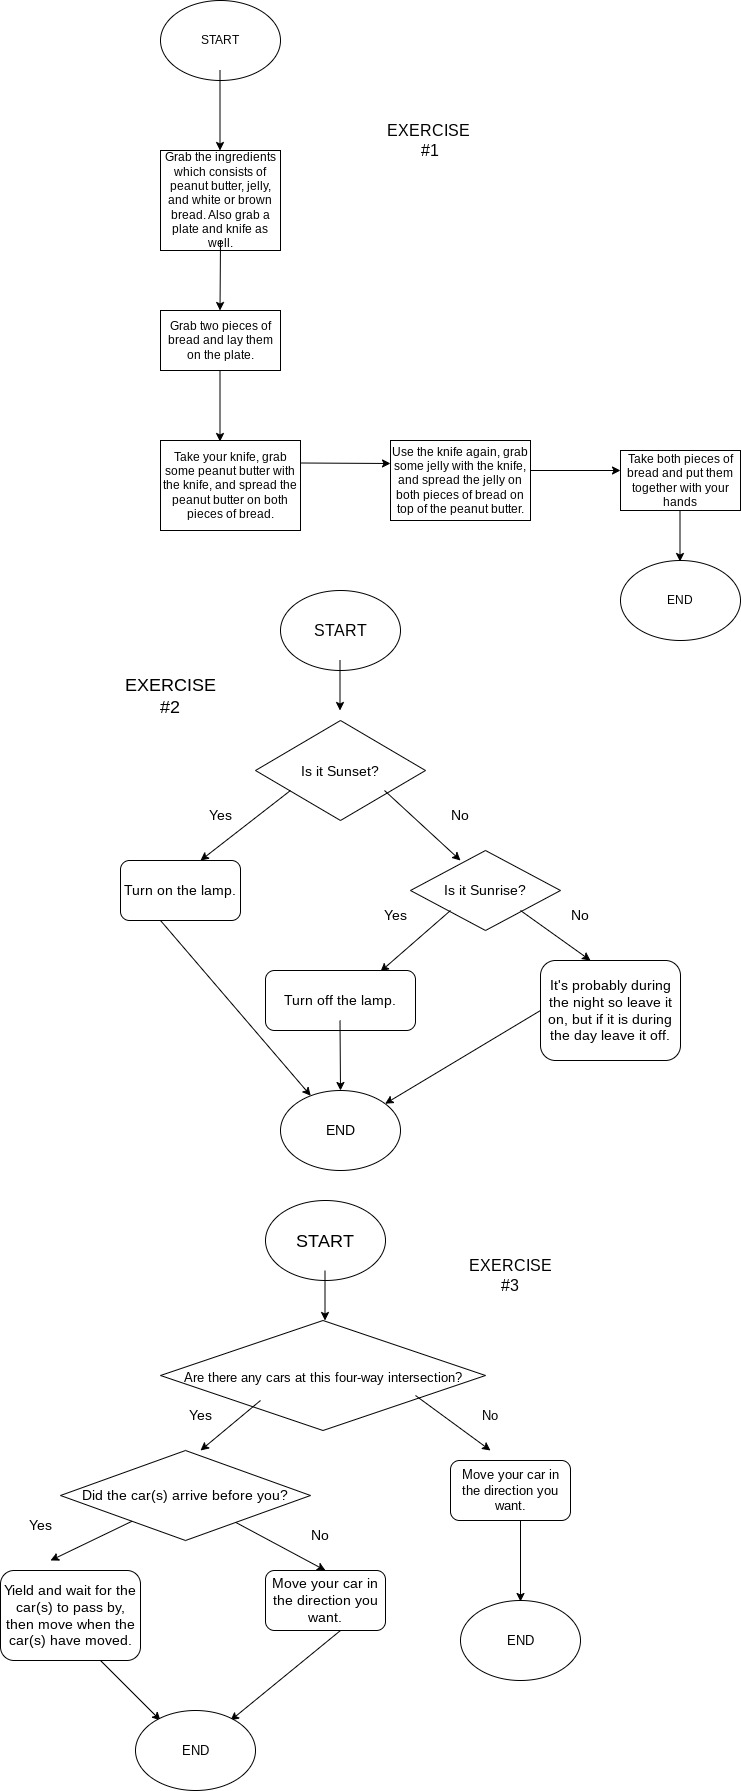 START
EXERCISE
#1
Grab the ingredients
which consists of
peanut butter, jelly,
and white or brown
bread. Also grab a
plate and knife as
well.
Grab two pieces of
bread and lay them
on the plate.
Take your knife, grab
some peanut butter with
the knife, and spread the
peanut butter on both
pieces of bread.
Use the knife again, grab
some jelly with the knife,
and spread the jelly on
both pieces of bread on
top of the peanut butter.
Take both pieces of
bread and put them
together with your
hands
END
START
EXERCISE
#2
Is it Sunset?
Yes
No
Turn on the lamp.
Is it Sunrise?
Yes
No
Turn off the lamp.
It's probably during
the night so leave it
on, but if it is during
the day leave it off.
END
START
EXERCISE
#3
Are there any cars at this four-way intersection?
Yes
No
Move your car in
the direction you
want.
Did the car(s) arrive before you?
Yes
No
Yield and wait for the
car(s) to pass by,
then move when the
car(s) have moved.
Move your car in
the direction you
want.
END
END